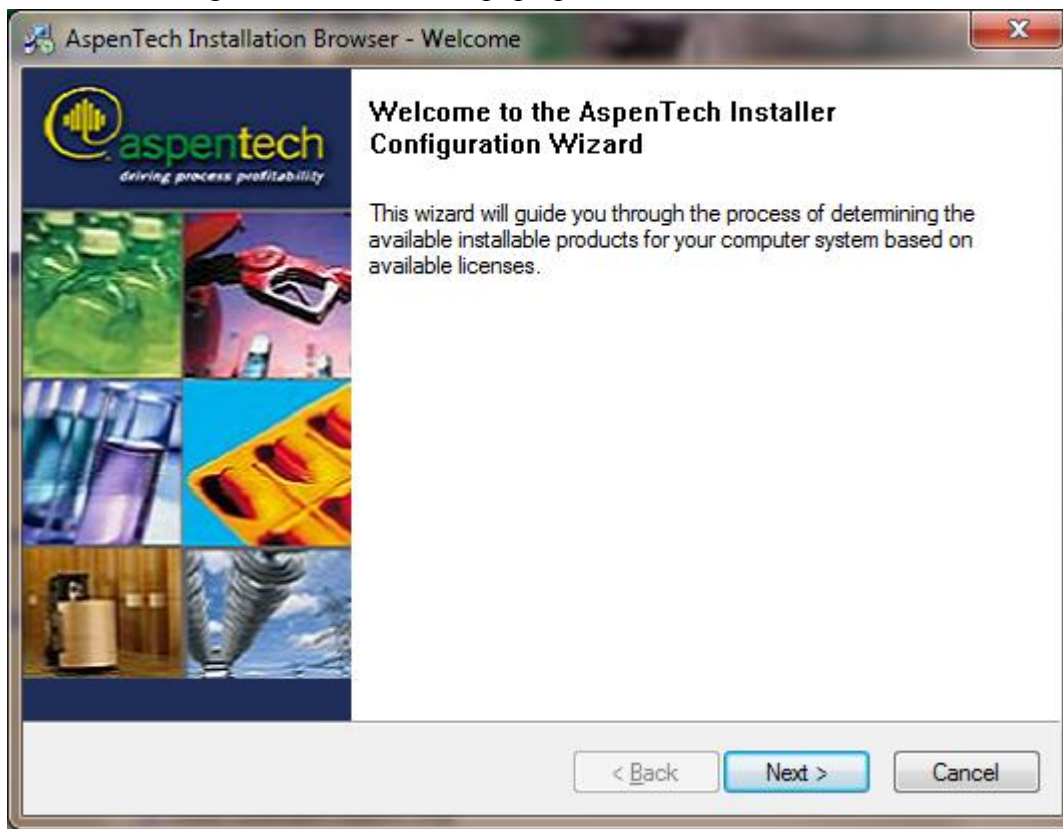 AspenTech Installation Browser - Welcome
X
aspentech
driving process profitability
Welcome to the AspenTech Installer
Configuration Wizard
This wizard will guide you through the process of determining the
available installable products for your computer system based on
available licenses.
< Back
Next >
Cancel